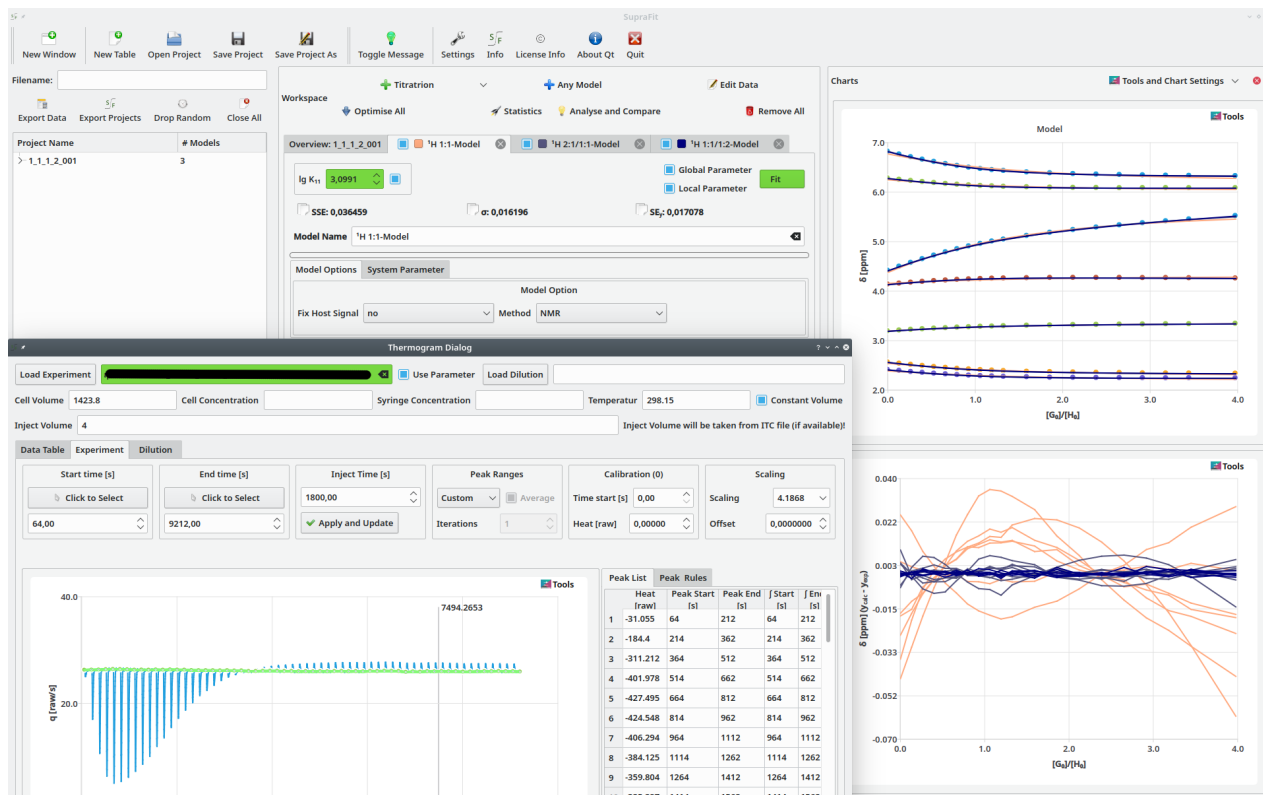 SupraFit
New Window New Table Open Project Save Project Save Project As Toggle Message Settings Info License Info About Qt Quit
Filename:
Export Data Export Projects Drop Random Close All
Project Name # Models
1_1_1_2_001 3
Titratrion Any Model Edit Data
Workspace
Optimise All Statistics Analyse and Compare Remove All
Overview: 1_1_1_2_001 ¹H 1:1-Model ¹H 2:1/1:1-Model ¹H 1:1/1:2-Model
lg K₁₁ 3,0991 Global Parameter
Local Parameter Fit
SSE: 0,036459 σ: 0,016196 SEᵧ: 0,017078
Model Name ¹H 1:1-Model
Model Options System Parameter
Model Option
Fix Host Signal no Method NMR
Charts Tools and Chart Settings
Tools
Model
7.0
6.0
5.0
4.0
3.0
2.0
δ [ppm]
0.0 1.0 2.0 3.0 4.0
[G₀]/[H₀]
Tools
0.040
0.022
0.003
-0.015
-0.033
-0.052
-0.070
δ [ppm] (y_calc - y_exp)
0.0 1.0 2.0 3.0 4.0
[G₀]/[H₀]
Thermogram Dialog
Load Experiment Use Parameter Load Dilution
Cell Volume 1423.8 Cell Concentration Syringe Concentration Temperatur 298.15 Constant Volume
Inject Volume 4 Inject Volume will be taken from ITC file (if available)!
Data Table Experiment Dilution
Start time [s] End time [s] Inject Time [s] Peak Ranges Calibration (0) Scaling
Click to Select Click to Select 1800,00 Custom Average Time start [s] 0,00 Scaling 4.1868
64,00 9212,00 Apply and Update Iterations 1 Heat [raw] 0,00000 Offset 0,0000000
Tools
40.0
20.0
q [raw/s]
7494.2653
Peak List Peak Rules
Heat [raw] Peak Start [s] Peak End [s] ∫ Start [s] ∫ End [s]
1 -31.055 64 212 64 212
2 -184.4 214 362 214 362
3 -311.212 364 512 364 512
4 -401.978 514 662 514 662
5 -427.495 664 812 664 812
6 -424.548 814 962 814 962
7 -406.294 964 1112 964 1112
8 -384.125 1114 1262 1114 1262
9 -359.804 1264 1412 1264 1412